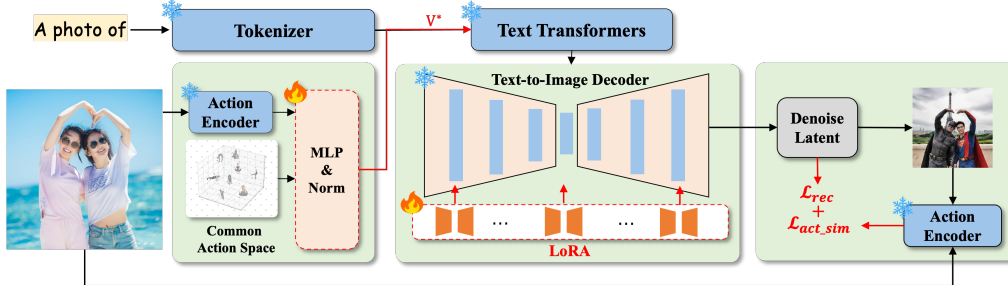 A photo of
Tokenizer
V*
Text Transformers
Action
Encoder
MLP
&
Norm
Common
Action Space
Text-to-Image Decoder
... ...
LoRA
Denoise
Latent
ℒrec
+
ℒact_sim
Action
Encoder